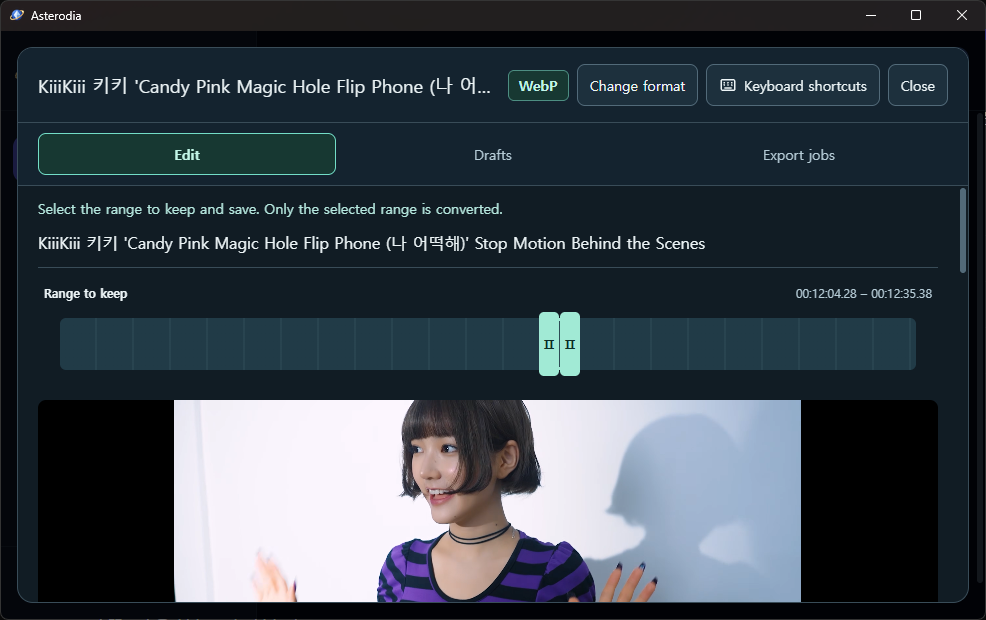 Asterodia
KiiiKiii 키키 'Candy Pink Magic Hole Flip Phone (나 어...
WebP
Change format
Keyboard shortcuts
Close
Edit
Drafts
Export jobs
Select the range to keep and save. Only the selected range is converted.
KiiiKiii 키키 'Candy Pink Magic Hole Flip Phone (나 어떡해)' Stop Motion Behind the Scenes
Range to keep
00:12:04.28 – 00:12:35.38